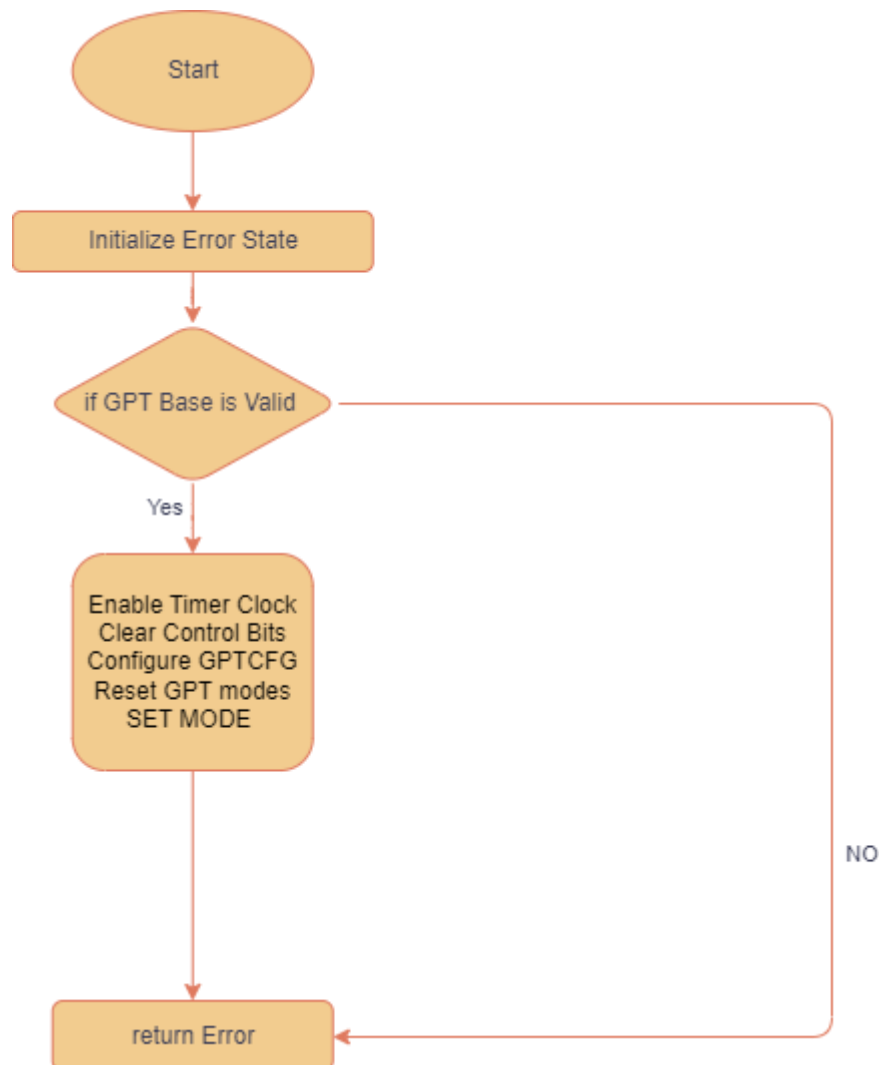 Start
Initialize Error State
if GPT Base is Valid
Yes
Enable Timer Clock
Clear Control Bits
Configure GPTCFG
Reset GPT modes
SET MODE
NO
return Error